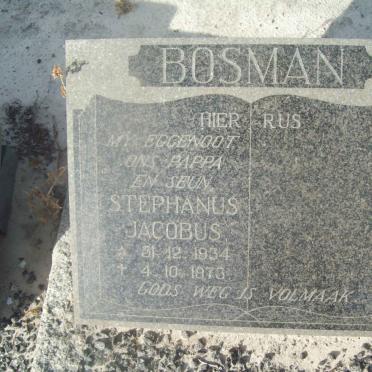 BOSMAN
HIER RUS
MY EGGENOOT
ONS PAPPA
EN SEUN
STEPHANUS
JACOBUS
* 31.12.1934
† 4.10.1973
GODS WEG IS VOLMAAK